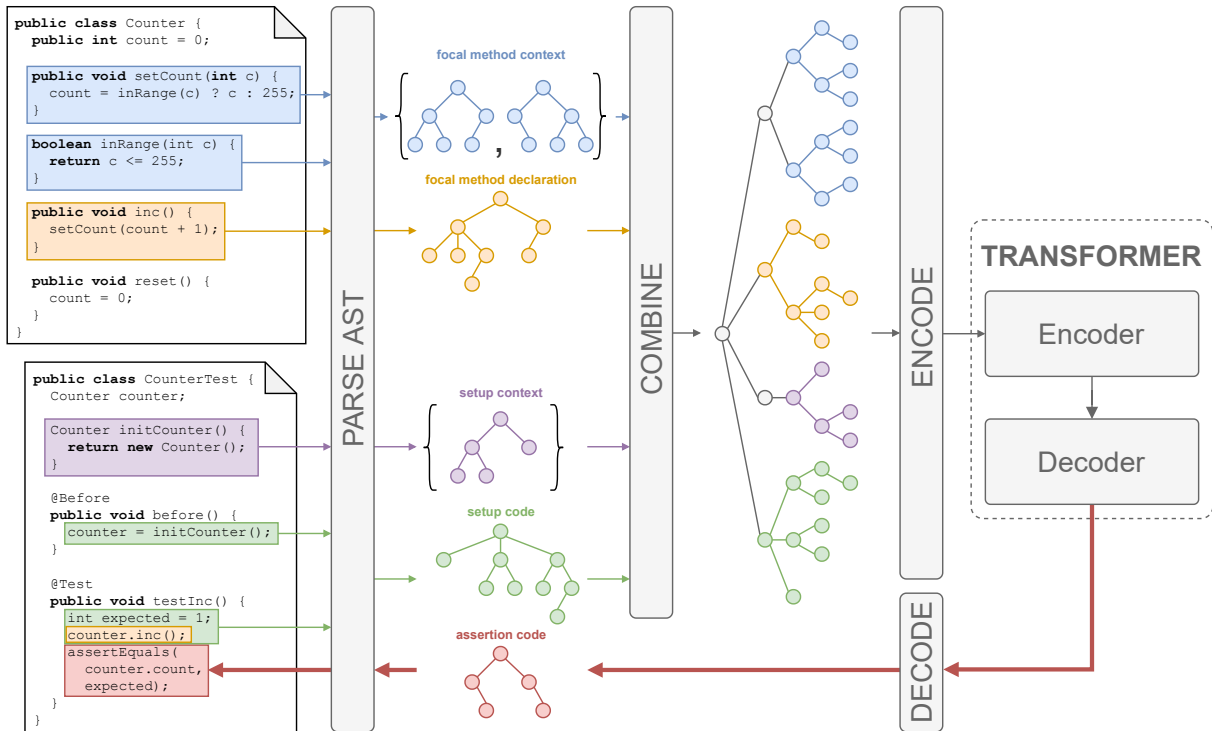 public class Counter {
public int count = 0;
public void setCount(int c) {
count = inRange(c) ? c : 255;
}
boolean inRange(int c) {
return c <= 255;
}
public void inc() {
setCount(count + 1);
}
public void reset() {
count = 0;
}
}
public class CounterTest {
Counter counter;
Counter initCounter() {
return new Counter();
}
@Before
public void before() {
counter = initCounter();
}
@Test
public void testInc() {
int expected = 1;
counter.inc();
assertEquals(
counter.count,
expected);
}
}
PARSE AST
focal method context
,
focal method declaration
setup context
setup code
assertion code
COMBINE
ENCODE
DECODE
TRANSFORMER
Encoder
Decoder